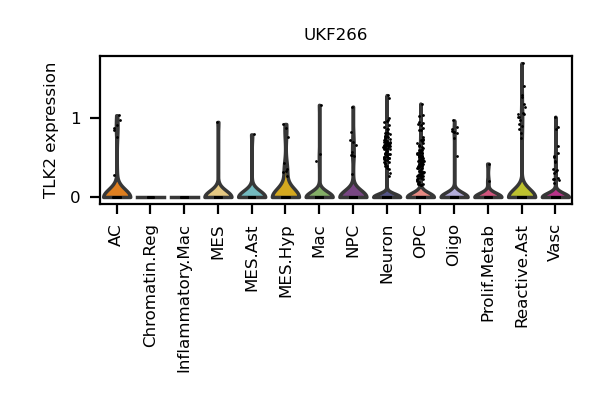 UKF266
TLK2 expression
1
0
AC
Chromatin.Reg
Inflammatory.Mac
MES
MES.Ast
MES.Hyp
Mac
NPC
Neuron
OPC
Oligo
Prolif.Metab
Reactive.Ast
Vasc